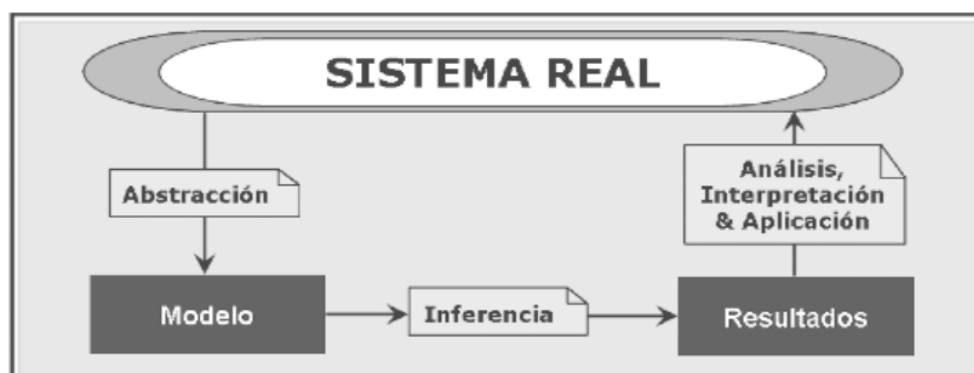 SISTEMA REAL
Abstracción
Análisis,
Interpretación
& Aplicación
Modelo
Inferencia
Resultados